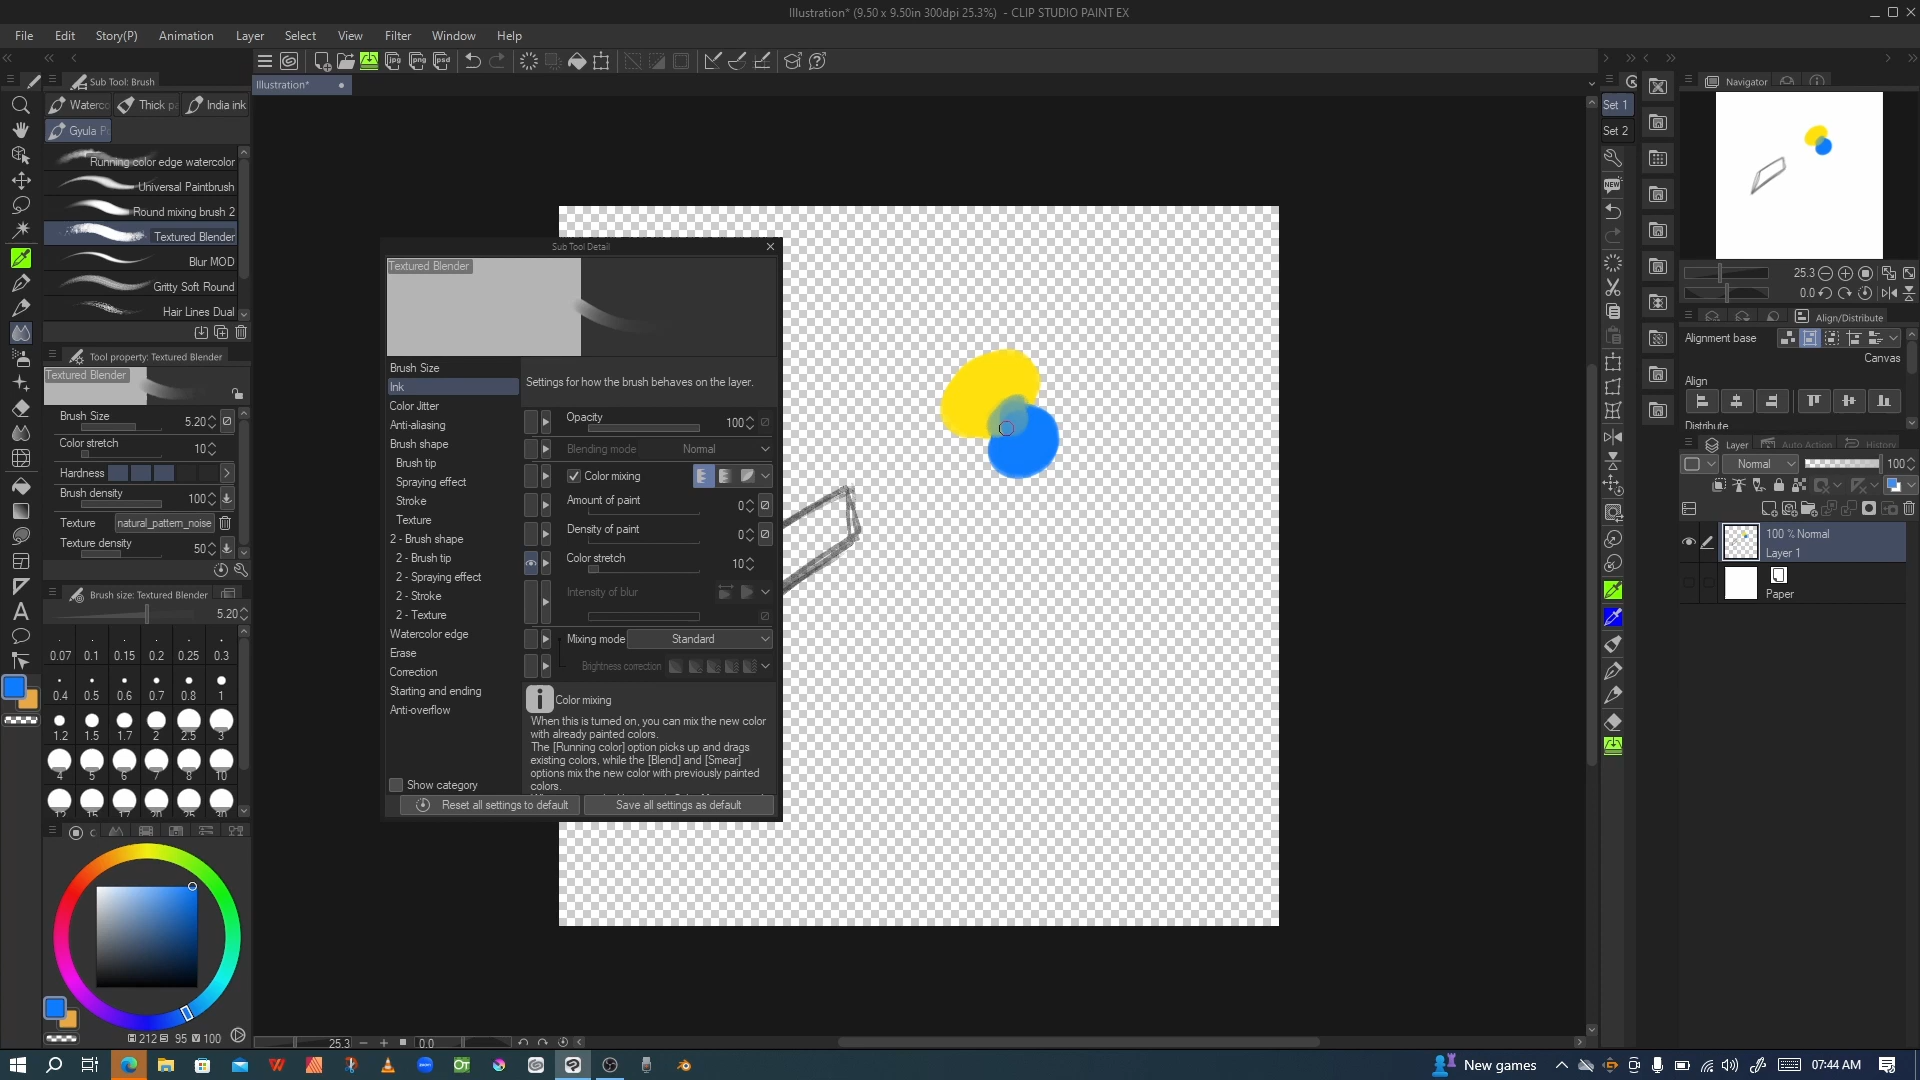 Illustration* (9.50 x 9.50in 300dpi 25.3%) - CLIP STUDIO PAINT EX
File Edit Story(P) Animation Layer Select View Filter Window Help
Sub Tool: Brush
Illustration*
Waterco Thick pa India ink
Gyula Pa
Running color edge watercolor
Universal Paintbrush
Round mixing brush 2
Textured Blender
Blur MOD
Gritty Soft Round
Hair Lines Dual
Tool property: Textured Blender
Textured Blender
Brush Size 5.20
Color stretch 10
Hardness
Brush density 100
Texture natural_pattern_noise
Texture density 50
Brush size: Textured Blender
5.20
0.07 0.1 0.15 0.2 0.25 0.3
0.4 0.5 0.6 0.7 0.8 1
1.2 1.5 1.7 2 2.5 3
4 5 6 7 8 10
12 15 17 20 25 30
C
212 S 95 V 100
Sub Tool Detail
Textured Blender
Brush Size
Ink
Color Jitter
Anti-aliasing
Brush shape
Brush tip
Spraying effect
Stroke
Texture
2 - Brush shape
2 - Brush tip
2 - Spraying effect
2 - Stroke
2 - Texture
Watercolor edge
Erase
Correction
Starting and ending
Anti-overflow
Show category
Settings for how the brush behaves on the layer.
Opacity 100
Blending mode Normal
Color mixing
Amount of paint 0
Density of paint 0
Color stretch 10
Intensity of blur
Mixing mode Standard
Brightness correction
Color mixing
When this is turned on, you can mix the new color
with already painted colors.
The [Running color] option picks up and drags
existing colors, while the [Blend] and [Smear]
options mix the new color with previously painted
colors.
Reset all settings to default Save all settings as default
25.3 0.0
Set 1
Set 2
NEW
Navigator
25.3
0.0
Align/Distribute
Alignment base
Canvas
Align
Distribute
Layer Auto Action History
Normal 100
100 % Normal
Layer 1
Paper
New games 07:44 AM